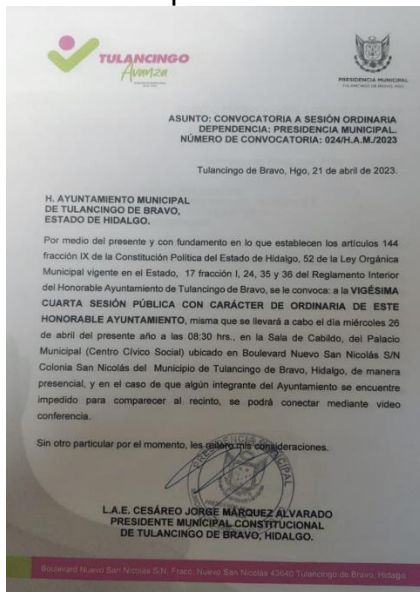 TULANCINGO
Avanza
PRESIDENCIA MUNICIPAL
TULANCINGO DE BRAVO, HGO.
ASUNTO: CONVOCATORIA A SESIÓN ORDINARIA
DEPENDENCIA: PRESIDENCIA MUNICIPAL.
NÚMERO DE CONVOCATORIA: 024/H.A.M./2023
Tulancingo de Bravo, Hgo, 21 de abril de 2023.
H. AYUNTAMIENTO MUNICIPAL
DE TULANCINGO DE BRAVO,
ESTADO DE HIDALGO.
Por medio del presente y con fundamento en lo que establecen los artículos 144
fracción IX de la Constitución Política del Estado de Hidalgo, 52 de la Ley Orgánica
Municipal vigente en el Estado, 17 fracción I, 24, 35 y 36 del Reglamento Interior
del Honorable Ayuntamiento de Tulancingo de Bravo, se le convoca: a la VIGÉSIMA
CUARTA SESIÓN PÚBLICA CON CARÁCTER DE ORDINARIA DE ESTE
HONORABLE AYUNTAMIENTO, misma que se llevará a cabo el día miércoles 26
de abril del presente año a las 08:30 hrs., en la Sala de Cabildo, del Palacio
Municipal (Centro Cívico Social) ubicado en Boulevard Nuevo San Nicolás S/N
Colonia San Nicolás del Municipio de Tulancingo de Bravo, Hidalgo, de manera
presencial, y en el caso de que algún integrante del Ayuntamiento se encuentre
impedido para comparecer al recinto, se podrá conectar mediante video
conferencia.
Sin otro particular por el momento, les reitero mis consideraciones.
L.A.E. CESÁREO JORGE MÁRQUEZ ALVARADO
PRESIDENTE MUNICIPAL CONSTITUCIONAL
DE TULANCINGO DE BRAVO, HIDALGO.
Boulevard Nuevo San Nicolás S/N, Fracc. Nuevo San Nicolás 43640 Tulancingo de Bravo, Hidalgo